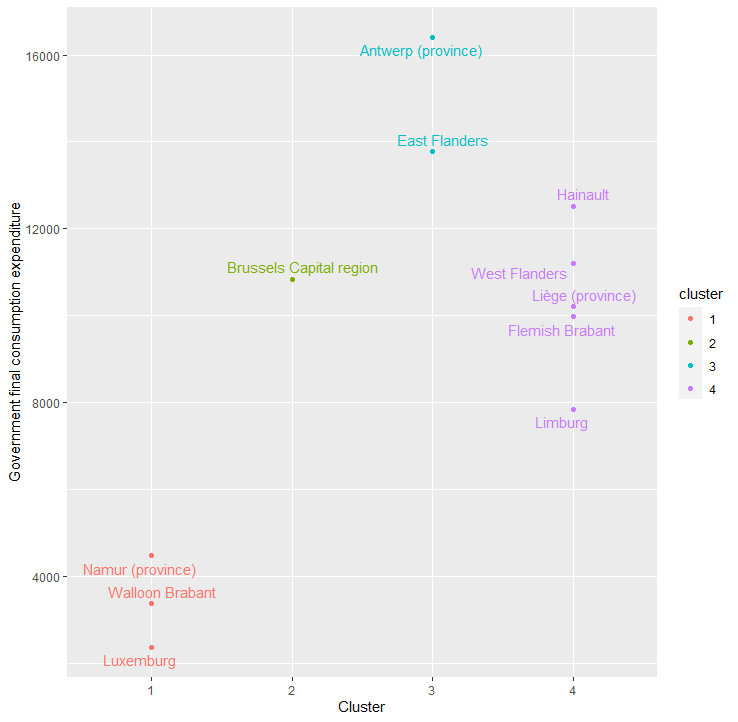 16000
12000
8000
4000
Government final consumption expenditure
Antwerp (province)
East Flanders
Hainault
Brussels Capital region
West Flanders
Liège (province)
Flemish Brabant
Limburg
Namur (province)
Walloon Brabant
Luxemburg
1
2
3
4
Cluster
cluster
1
2
3
4